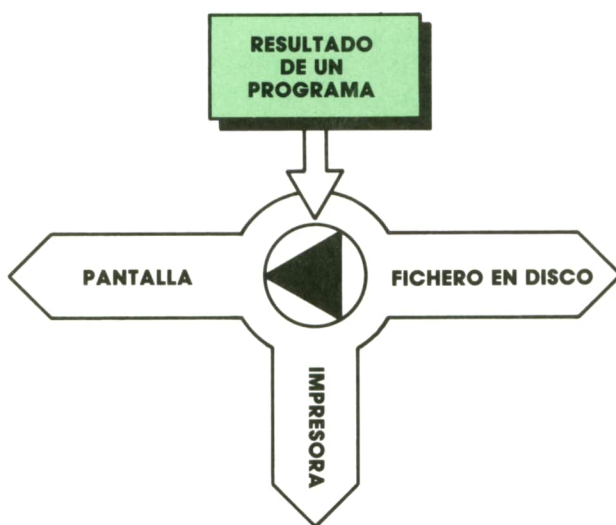 RESULTADO
DE UN
PROGRAMA
PANTALLA
FICHERO EN DISCO
IMPRESORA